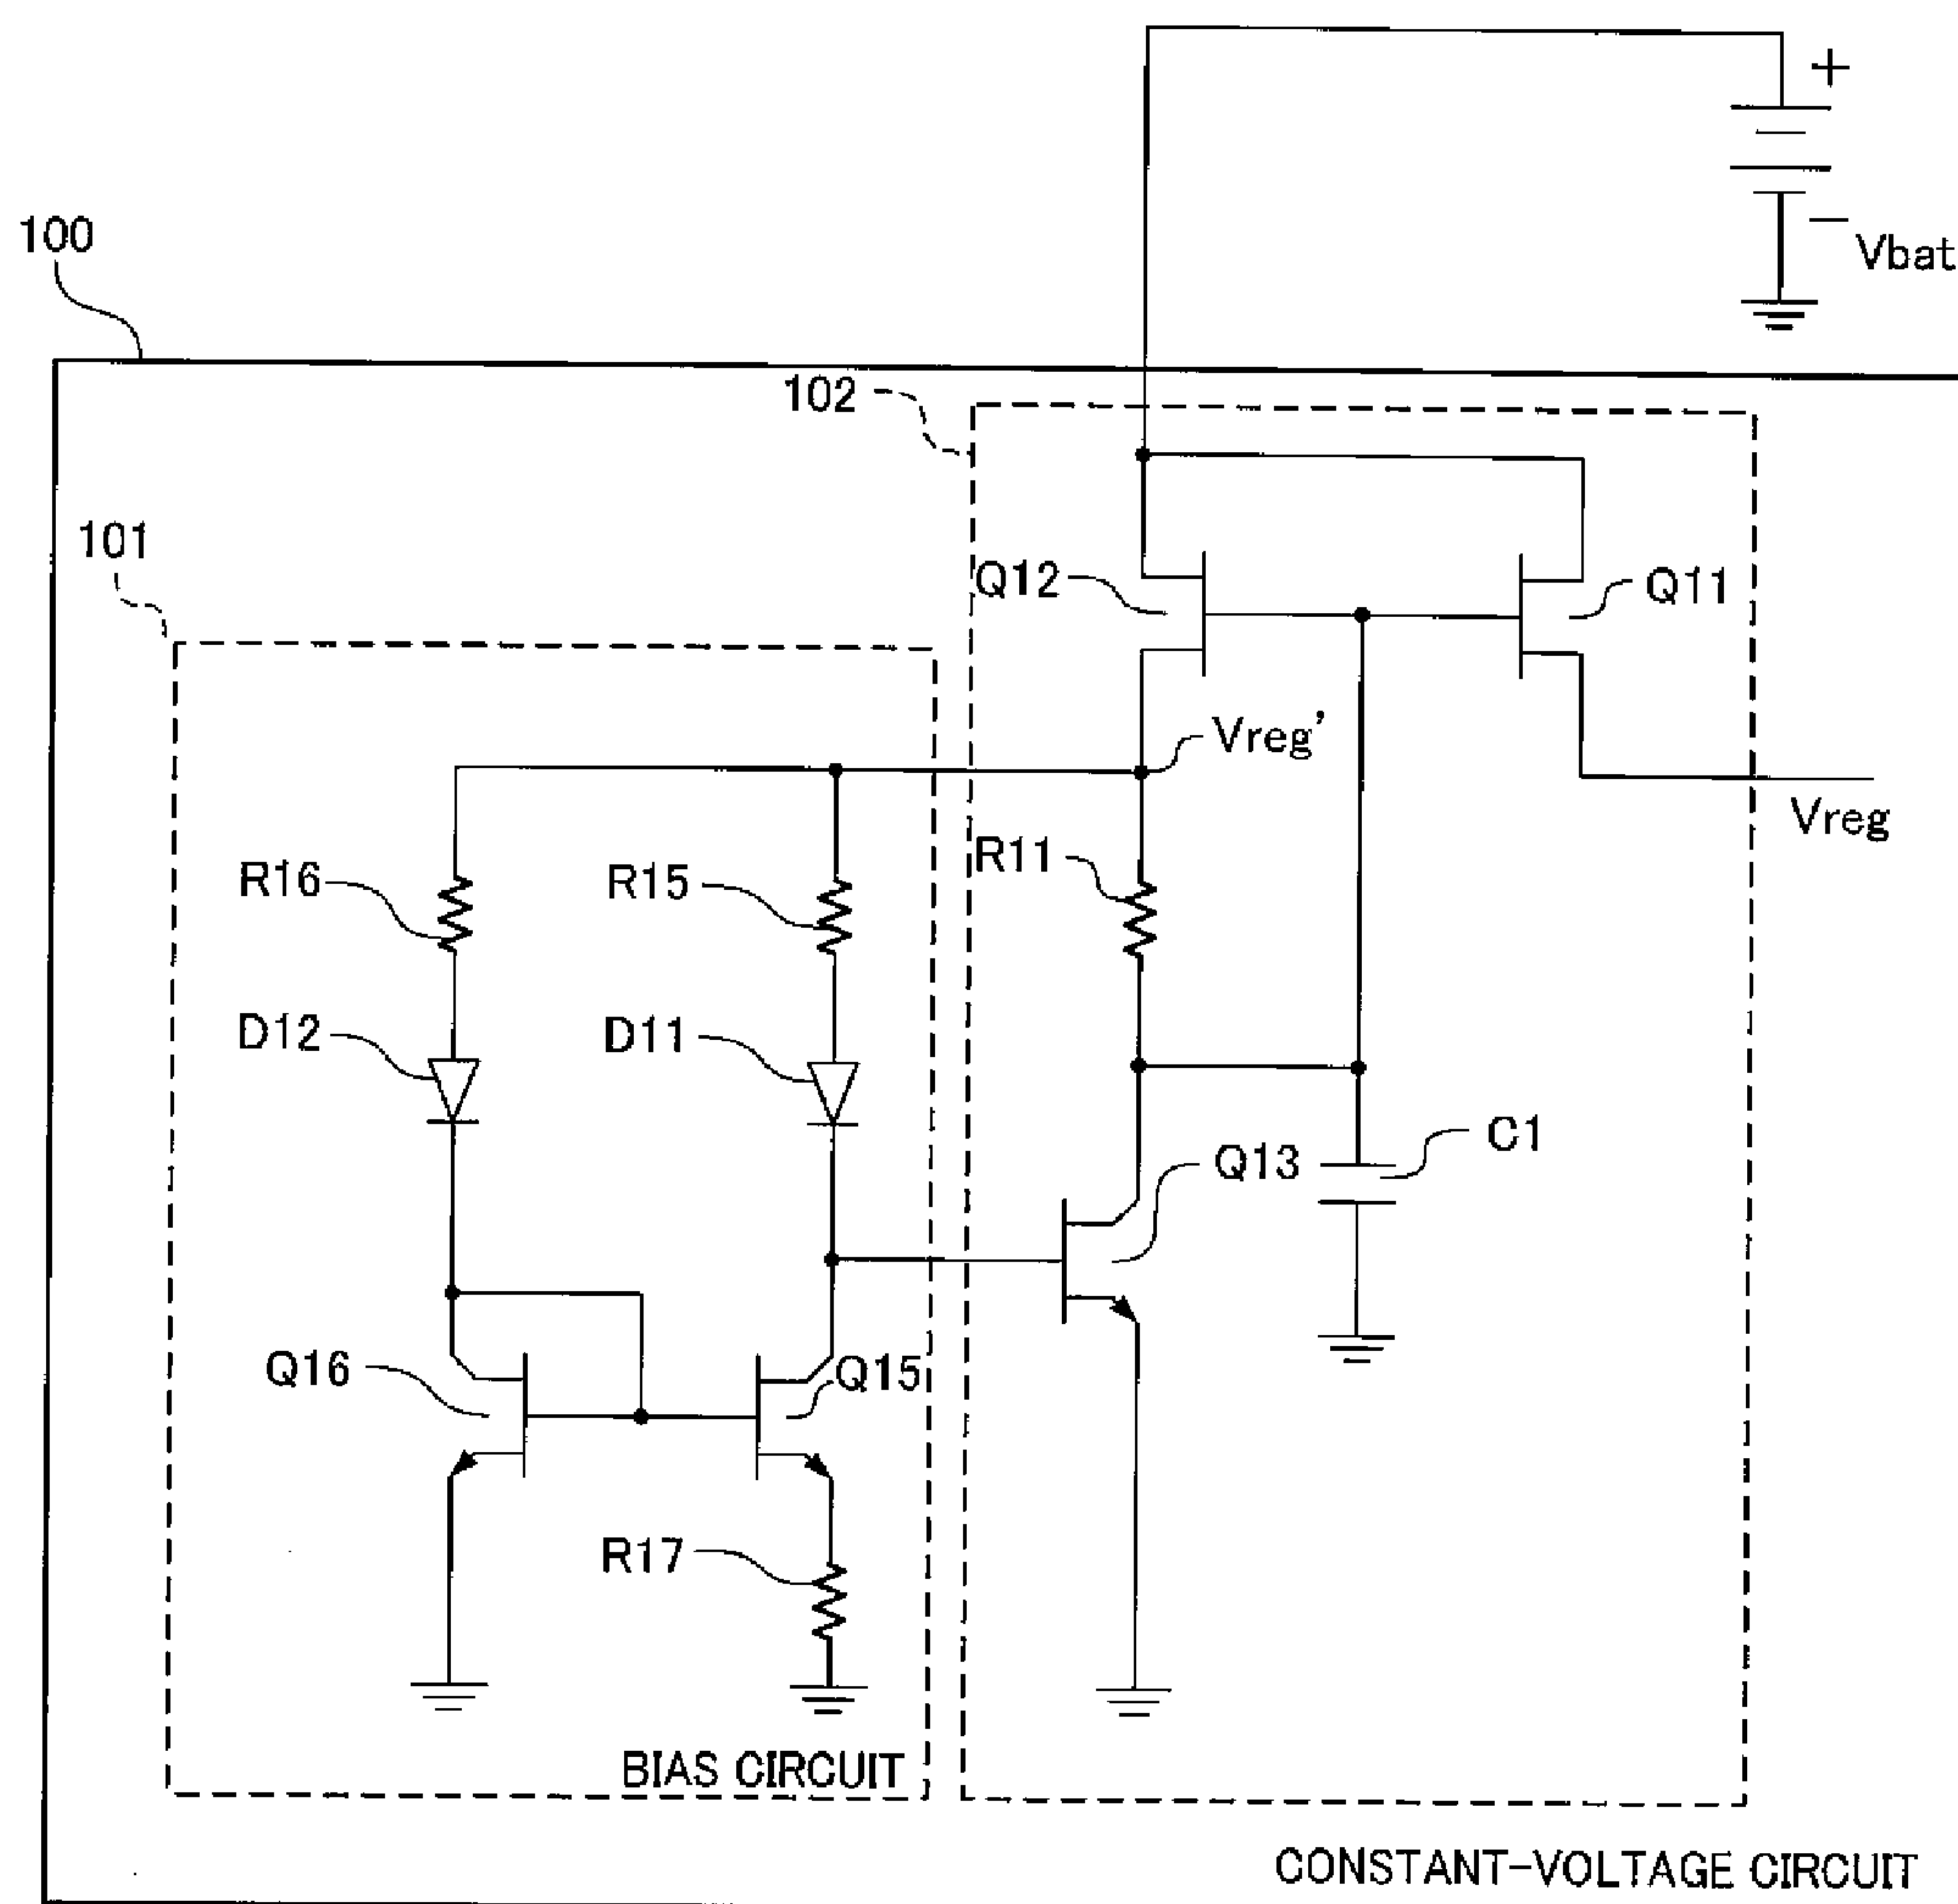 +
−
Vbat
100
102
101
Q12
Q11
Vreg'
Vreg
R16
R15
R11
D12
D11
C1
Q13
Q16
Q15
R17
BIAS CIRCUIT
CONSTANT-VOLTAGE CIRCUIT